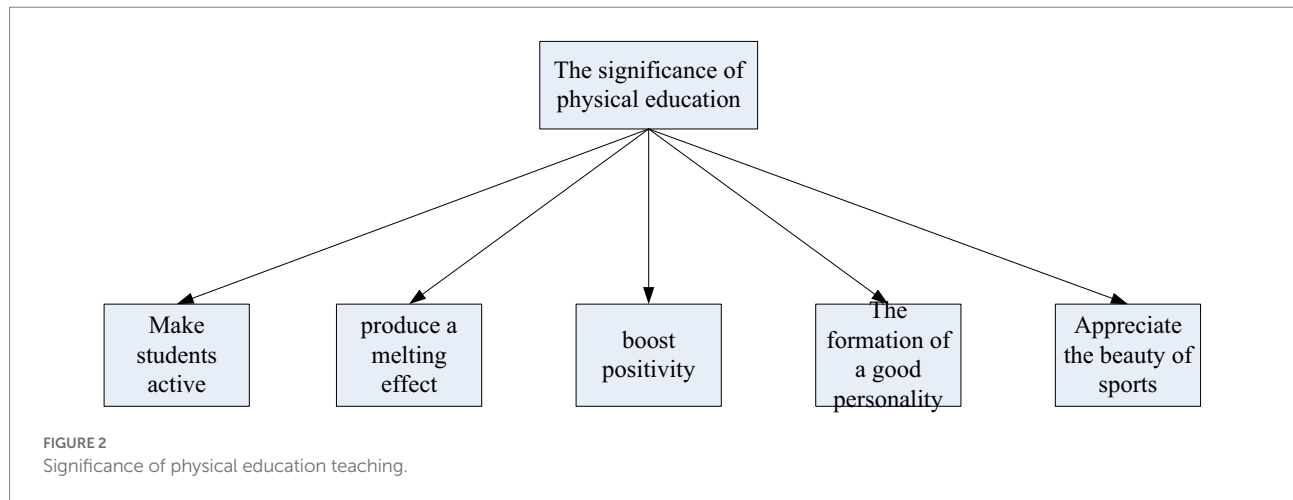 The significance of
physical education
Make
students
active
produce a
melting
effect
boost
positivity
The
formation of
a good
personality
Appreciate
the beauty of
sports
FIGURE 2
Significance of physical education teaching.